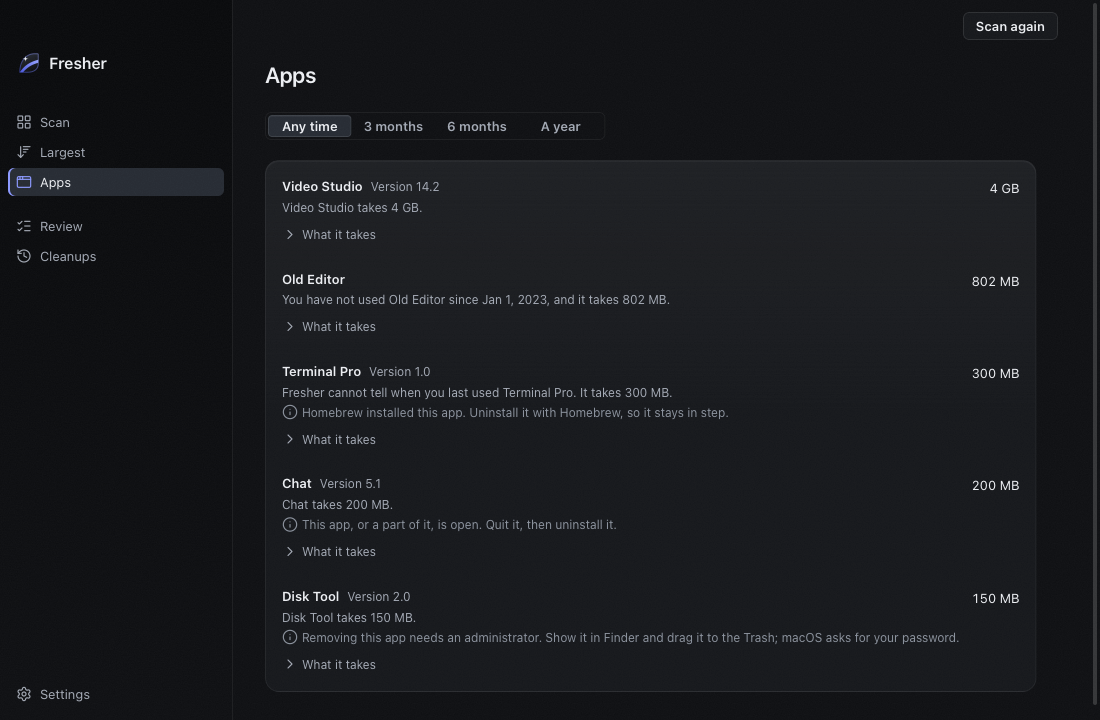 Scan again
Fresher
Apps
Any time 3 months 6 months A year
Scan
Largest
Apps
Review
Cleanups
Settings
Video Studio Version 14.2 4 GB
Video Studio takes 4 GB.
What it takes
Old Editor 802 MB
You have not used Old Editor since Jan 1, 2023, and it takes 802 MB.
What it takes
Terminal Pro Version 1.0 300 MB
Fresher cannot tell when you last used Terminal Pro. It takes 300 MB.
Homebrew installed this app. Uninstall it with Homebrew, so it stays in step.
What it takes
Chat Version 5.1 200 MB
Chat takes 200 MB.
This app, or a part of it, is open. Quit it, then uninstall it.
What it takes
Disk Tool Version 2.0 150 MB
Disk Tool takes 150 MB.
Removing this app needs an administrator. Show it in Finder and drag it to the Trash; macOS asks for your password.
What it takes